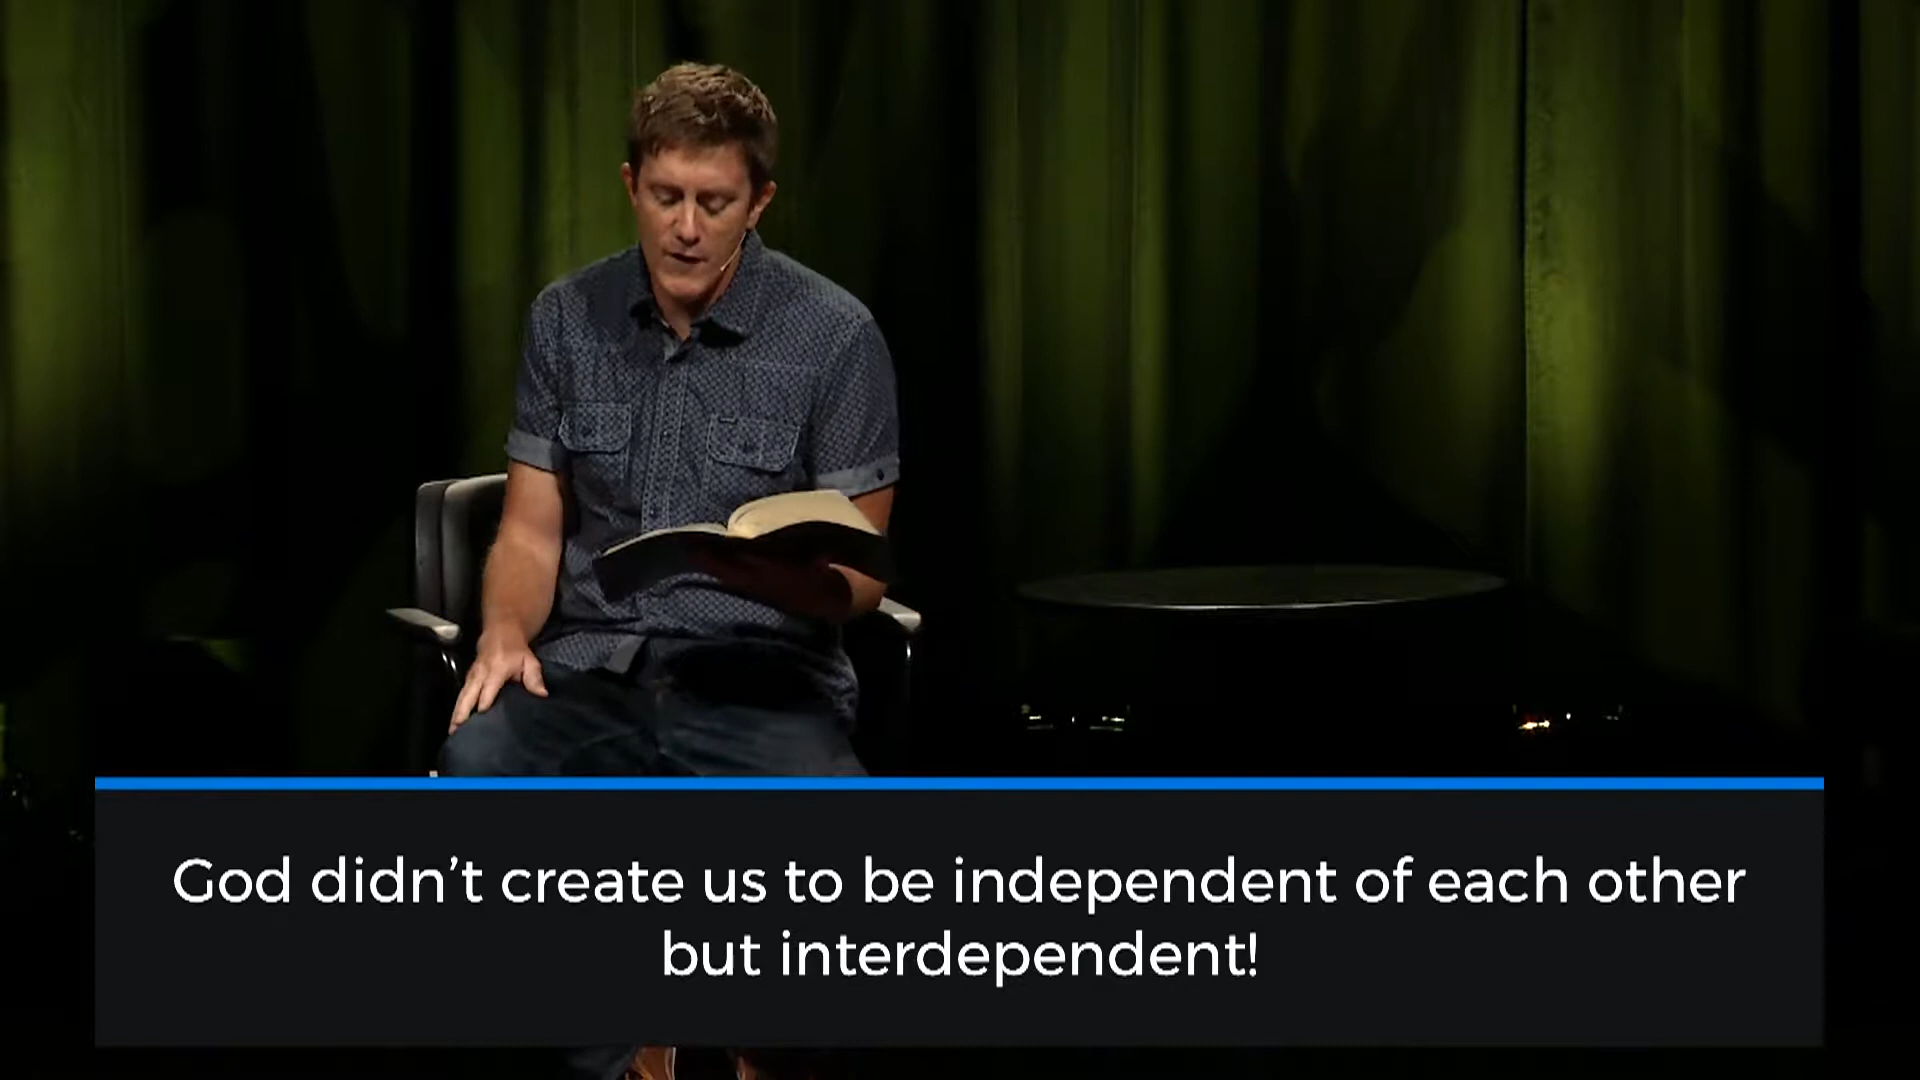 God didn’t create us to be independent of each other
but interdependent!